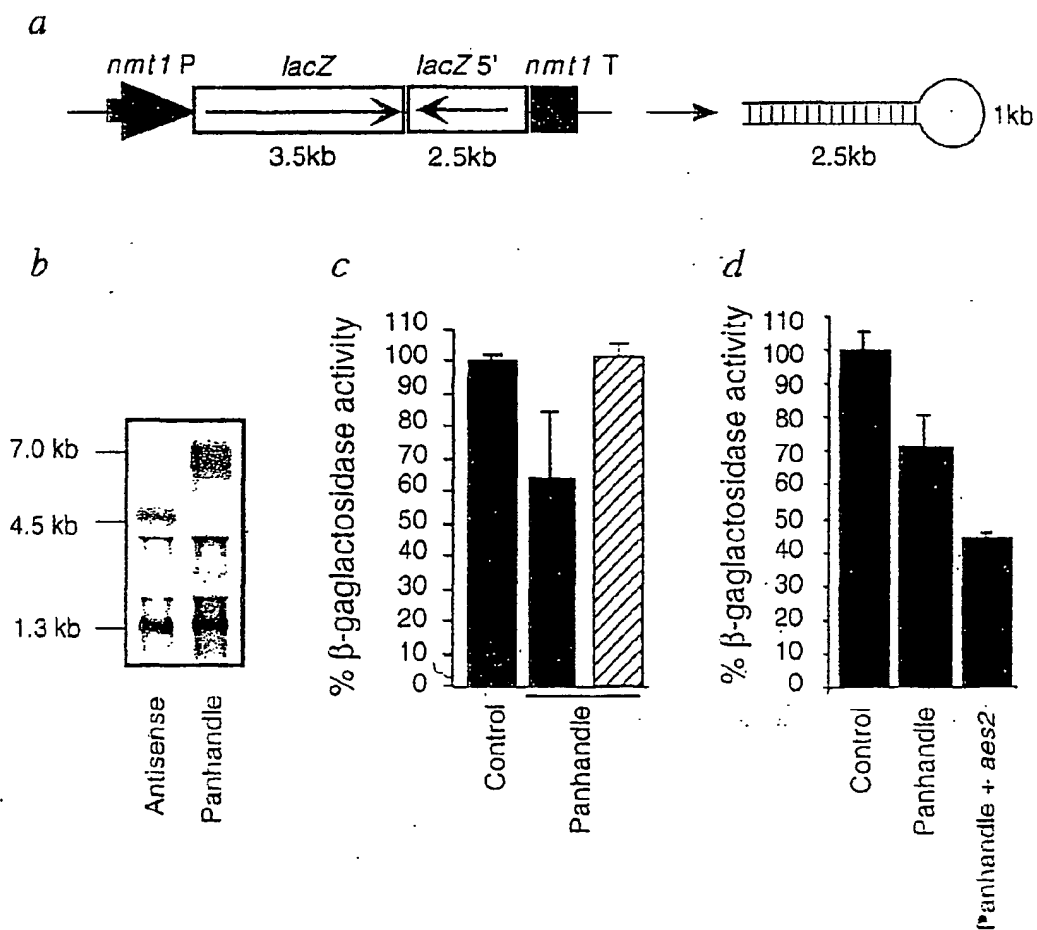 a
nmt1 P lacZ lacZ 5' nmt1 T
3.5kb 2.5kb
2.5kb
1kb
b
7.0 kb
4.5 kb
1.3 kb
Antisense
Panhandle
c
% β-gaglactosidase activity
110
100
90
80
70
60
50
40
30
20
10
0
Control
Panhandle
d
% β-gaglactosidase activity
110
100
90
80
70
60
50
40
30
20
10
0
Control
Panhandle
Panhandle + aes2